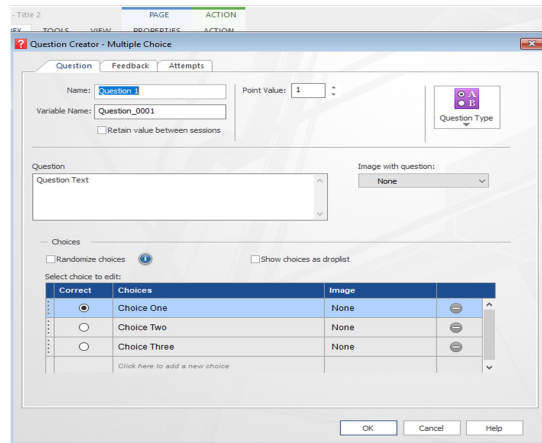 - Title 2
PAGE
ACTION
TOOLS
VIEW
PROPERTIES
ACTION
? Question Creator - Multiple Choice
Question
Feedback
Attempts
Name: Question 1
Point Value: 1
Variable Name: Question_0001
Retain value between sessions
A
B
Question Type
Question
Image with question:
Question Text
None
Choices
Randomize choices
Show choices as droplist
Select choice to edit:
Correct Choices Image
Choice One None
Choice Two None
Choice Three None
Click here to add a new choice
OK Cancel Help